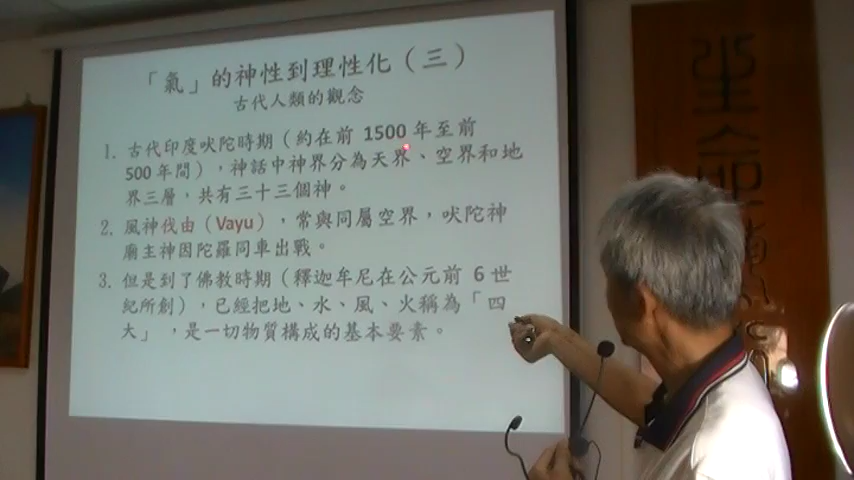 「氣」的神性到理性化（三）
古代人類的觀念
1. 古代印度吠陀時期（約在前 1500 年至前
500 年間），神話中神界分為天界、空界和地
界三層，共有三十三個神。
2. 風神伐由（Vayu），常與同屬空界，吠陀神
廟主神因陀羅同車出戰。
3. 但是到了佛教時期（釋迦牟尼在公元前 6 世
紀所創），已經把地、水、風、火稱為「四
大」，是一切物質構成的基本要素。
生命